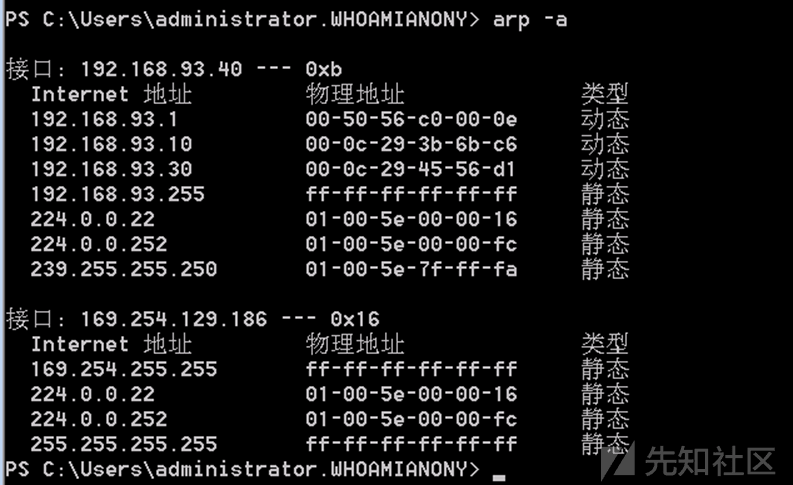 PS C:\Users\administrator.WHOAMIANONY> arp -a
接口: 192.168.93.40 --- 0xb
Internet 地址 物理地址 类型
192.168.93.1 00-50-56-c0-00-0e 动态
192.168.93.10 00-0c-29-3b-6b-c6 动态
192.168.93.30 00-0c-29-45-56-d1 动态
192.168.93.255 ff-ff-ff-ff-ff-ff 静态
224.0.0.22 01-00-5e-00-00-16 静态
224.0.0.252 01-00-5e-00-00-fc 静态
239.255.255.250 01-00-5e-7f-ff-fa 静态
接口: 169.254.129.186 --- 0x16
Internet 地址 物理地址 类型
169.254.255.255 ff-ff-ff-ff-ff-ff 静态
224.0.0.22 01-00-5e-00-00-16 静态
224.0.0.252 01-00-5e-00-00-fc 静态
255.255.255.255 ff-ff-ff-ff-ff-ff 静态
PS C:\Users\administrator.WHOAMIANONY> _
先知社区